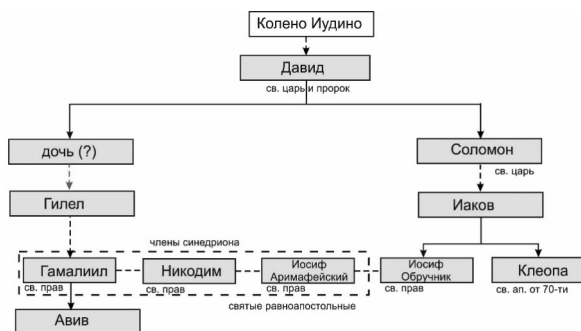 Колено Иудино
Давид
св. царь и пророк
дочь (?)
Соломон
св. царь
Гилел
Иаков
члены синедриона
Гамалиил
Никодим
Иосиф
Аримафейский
Иосиф
Обручник
Клеопа
св. прав
св. прав
св. прав
св. прав
св. ап. от 70-ти
святые равноапостольные
Авив